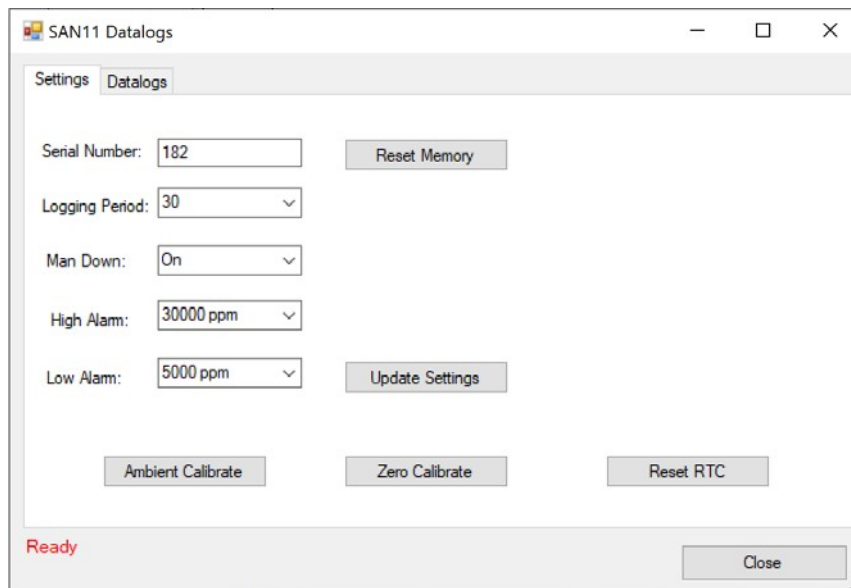 SAN11 Datalogs
Settings Datalogs
Serial Number: 182 Reset Memory
Logging Period: 30
Man Down: On
High Alarm: 30000 ppm
Low Alarm: 5000 ppm Update Settings
Ambient Calibrate Zero Calibrate Reset RTC
Ready
Close